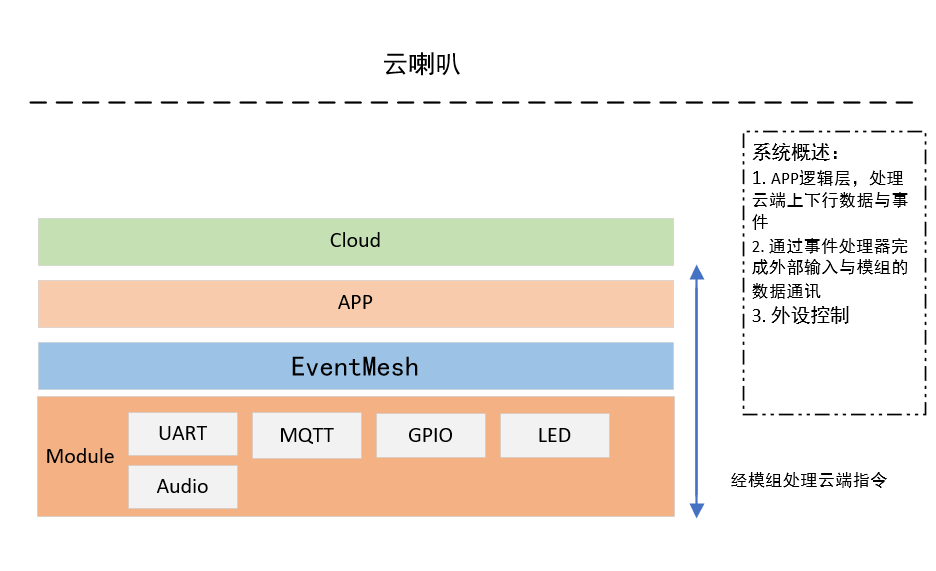 云喇叭
系统概述：
1. APP逻辑层，处理
云端上下行数据与事
件
2. 通过事件处理器完
成外部输入与模组的
数据通讯
3. 外设控制
Cloud
APP
EventMesh
Module
UART
MQTT
GPIO
LED
Audio
经模组处理云端指令